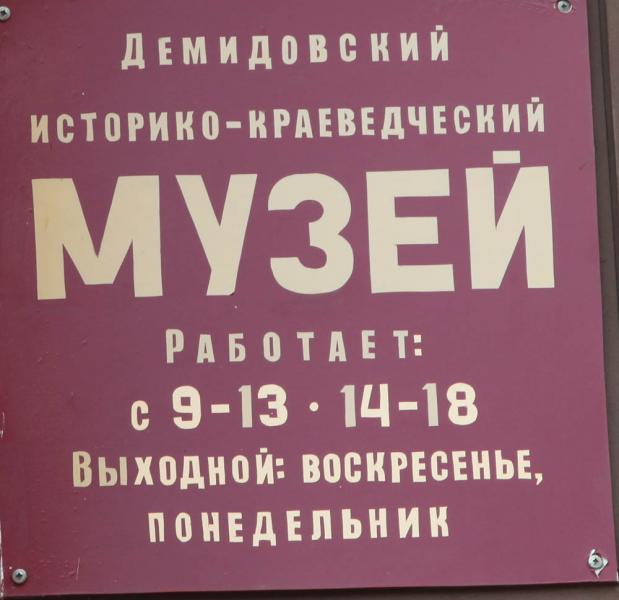 Демидовский
историко-краеведческий
МУЗЕЙ
Работает:
с 9-13 · 14-18
Выходной: воскресенье,
понедельник